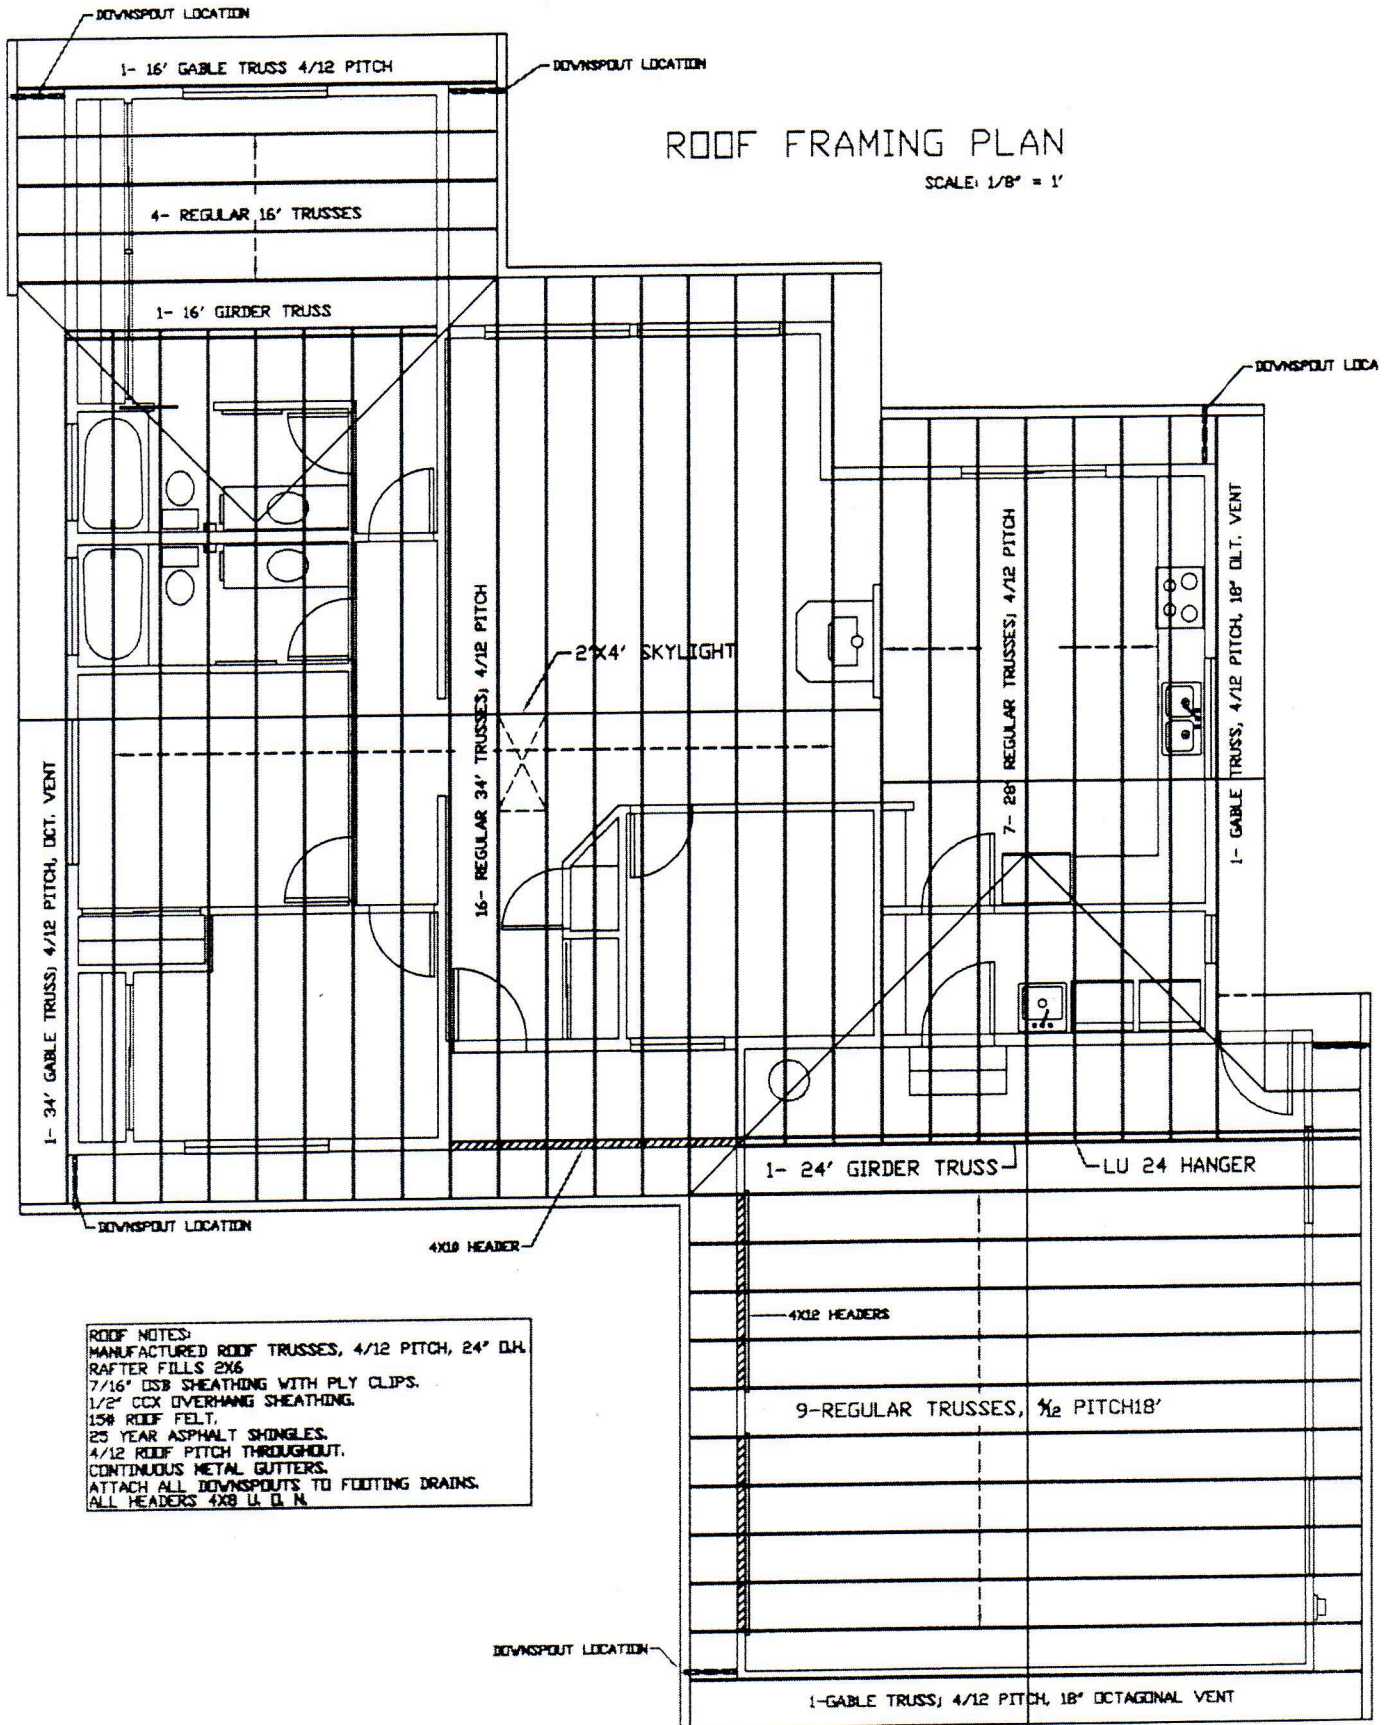 DOWNSPOUT LOCATION
1- 16' GABLE TRUSS 4/12 PITCH
DOWNSPOUT LOCATION
ROOF FRAMING PLAN
SCALE: 1/8" = 1'
4- REGULAR 16' TRUSSES
1- 16' GIRDER TRUSS
DOWNSPOUT LOCA
16- REGULAR 34' TRUSSES; 4/12 PITCH
2'X4' SKYLIGHT
7- 28' REGULAR TRUSSES; 4/12 PITCH
1- GABLE TRUSS, 4/12 PITCH, 18" OLT. VENT
1- 34' GABLE TRUSS; 4/12 PITCH, OCT. VENT
1- 24' GIRDER TRUSS
LU 24 HANGER
DOWNSPOUT LOCATION
4X10 HEADER
4X12 HEADERS
ROOF NOTES:
MANUFACTURED ROOF TRUSSES, 4/12 PITCH, 24" O.H.
RAFTER FILLS 2X6
7/16" OSB SHEATHING WITH PLY CLIPS.
1/2" CCX OVERHANG SHEATHING.
15# ROOF FELT.
25 YEAR ASPHALT SHINGLES.
4/12 ROOF PITCH THROUGHOUT.
CONTINUOUS METAL GUTTERS.
ATTACH ALL DOWNSPOUTS TO FOOTING DRAINS.
ALL HEADERS 4X8 U. O. N.
9-REGULAR TRUSSES, 4/12 PITCH18'
DOWNSPOUT LOCATION
1-GABLE TRUSS; 4/12 PITCH, 18" OCTAGONAL VENT